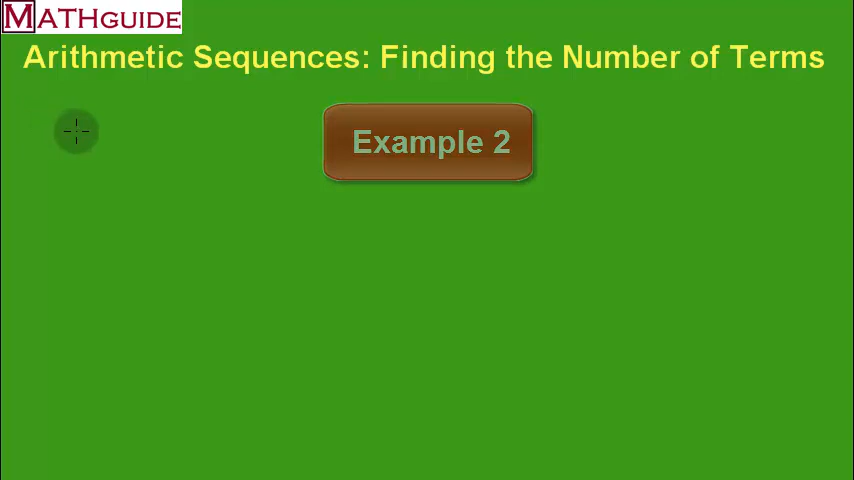 MATHGUIDE
Arithmetic Sequences: Finding the Number of Terms
Example 2